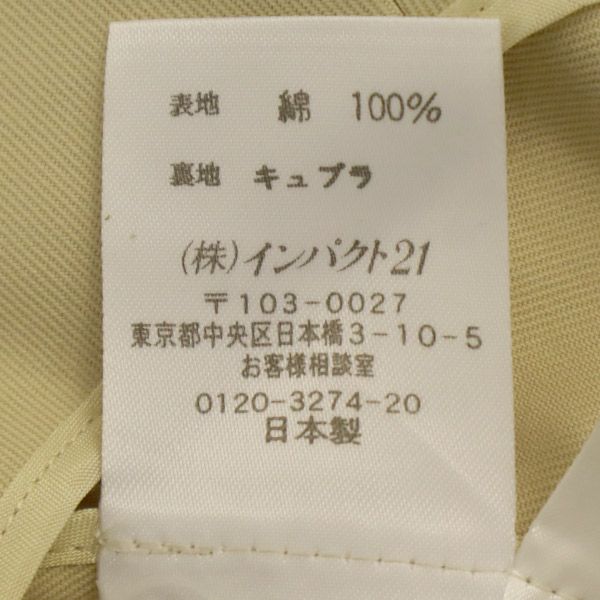 表地 綿 100%
裏地 キュプラ
(株)インパクト21
〒103-0027
東京都中央区日本橋3-10-5
お客様相談室
0120-3274-20
日本製